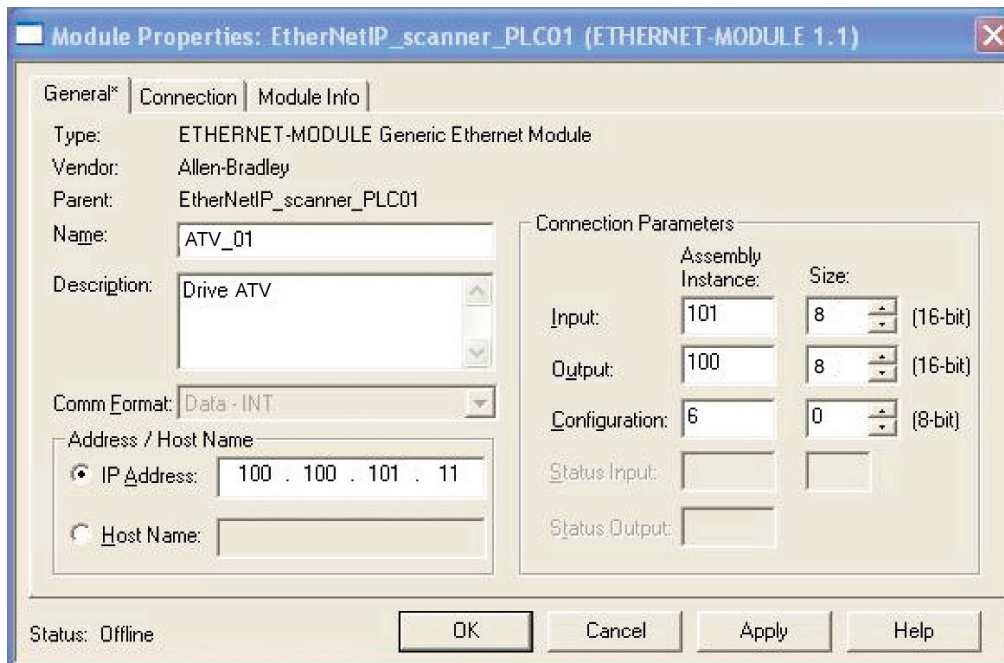 Module Properties: EtherNetIP_scanner_PLC01 (ETHERNET-MODULE 1.1)
General* Connection Module Info
Type: ETHERNET-MODULE Generic Ethernet Module
Vendor: Allen-Bradley
Parent: EtherNetIP_scanner_PLC01
Name: ATV_01
Description: Drive ATV
Comm Format: Data - INT
Address / Host Name
IP Address: 100 . 100 . 101 . 11
Host Name:
Connection Parameters
Assembly
Instance: Size:
Input: 101 8 (16-bit)
Output: 100 8 (16-bit)
Configuration: 6 0 (8-bit)
Status Input:
Status Output:
Status: Offline
OK Cancel Apply Help